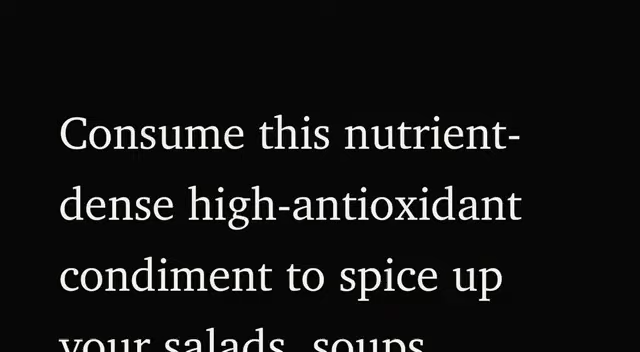 Consume this nutrient-
dense high-antioxidant
condiment to spice up
your salads, soups,